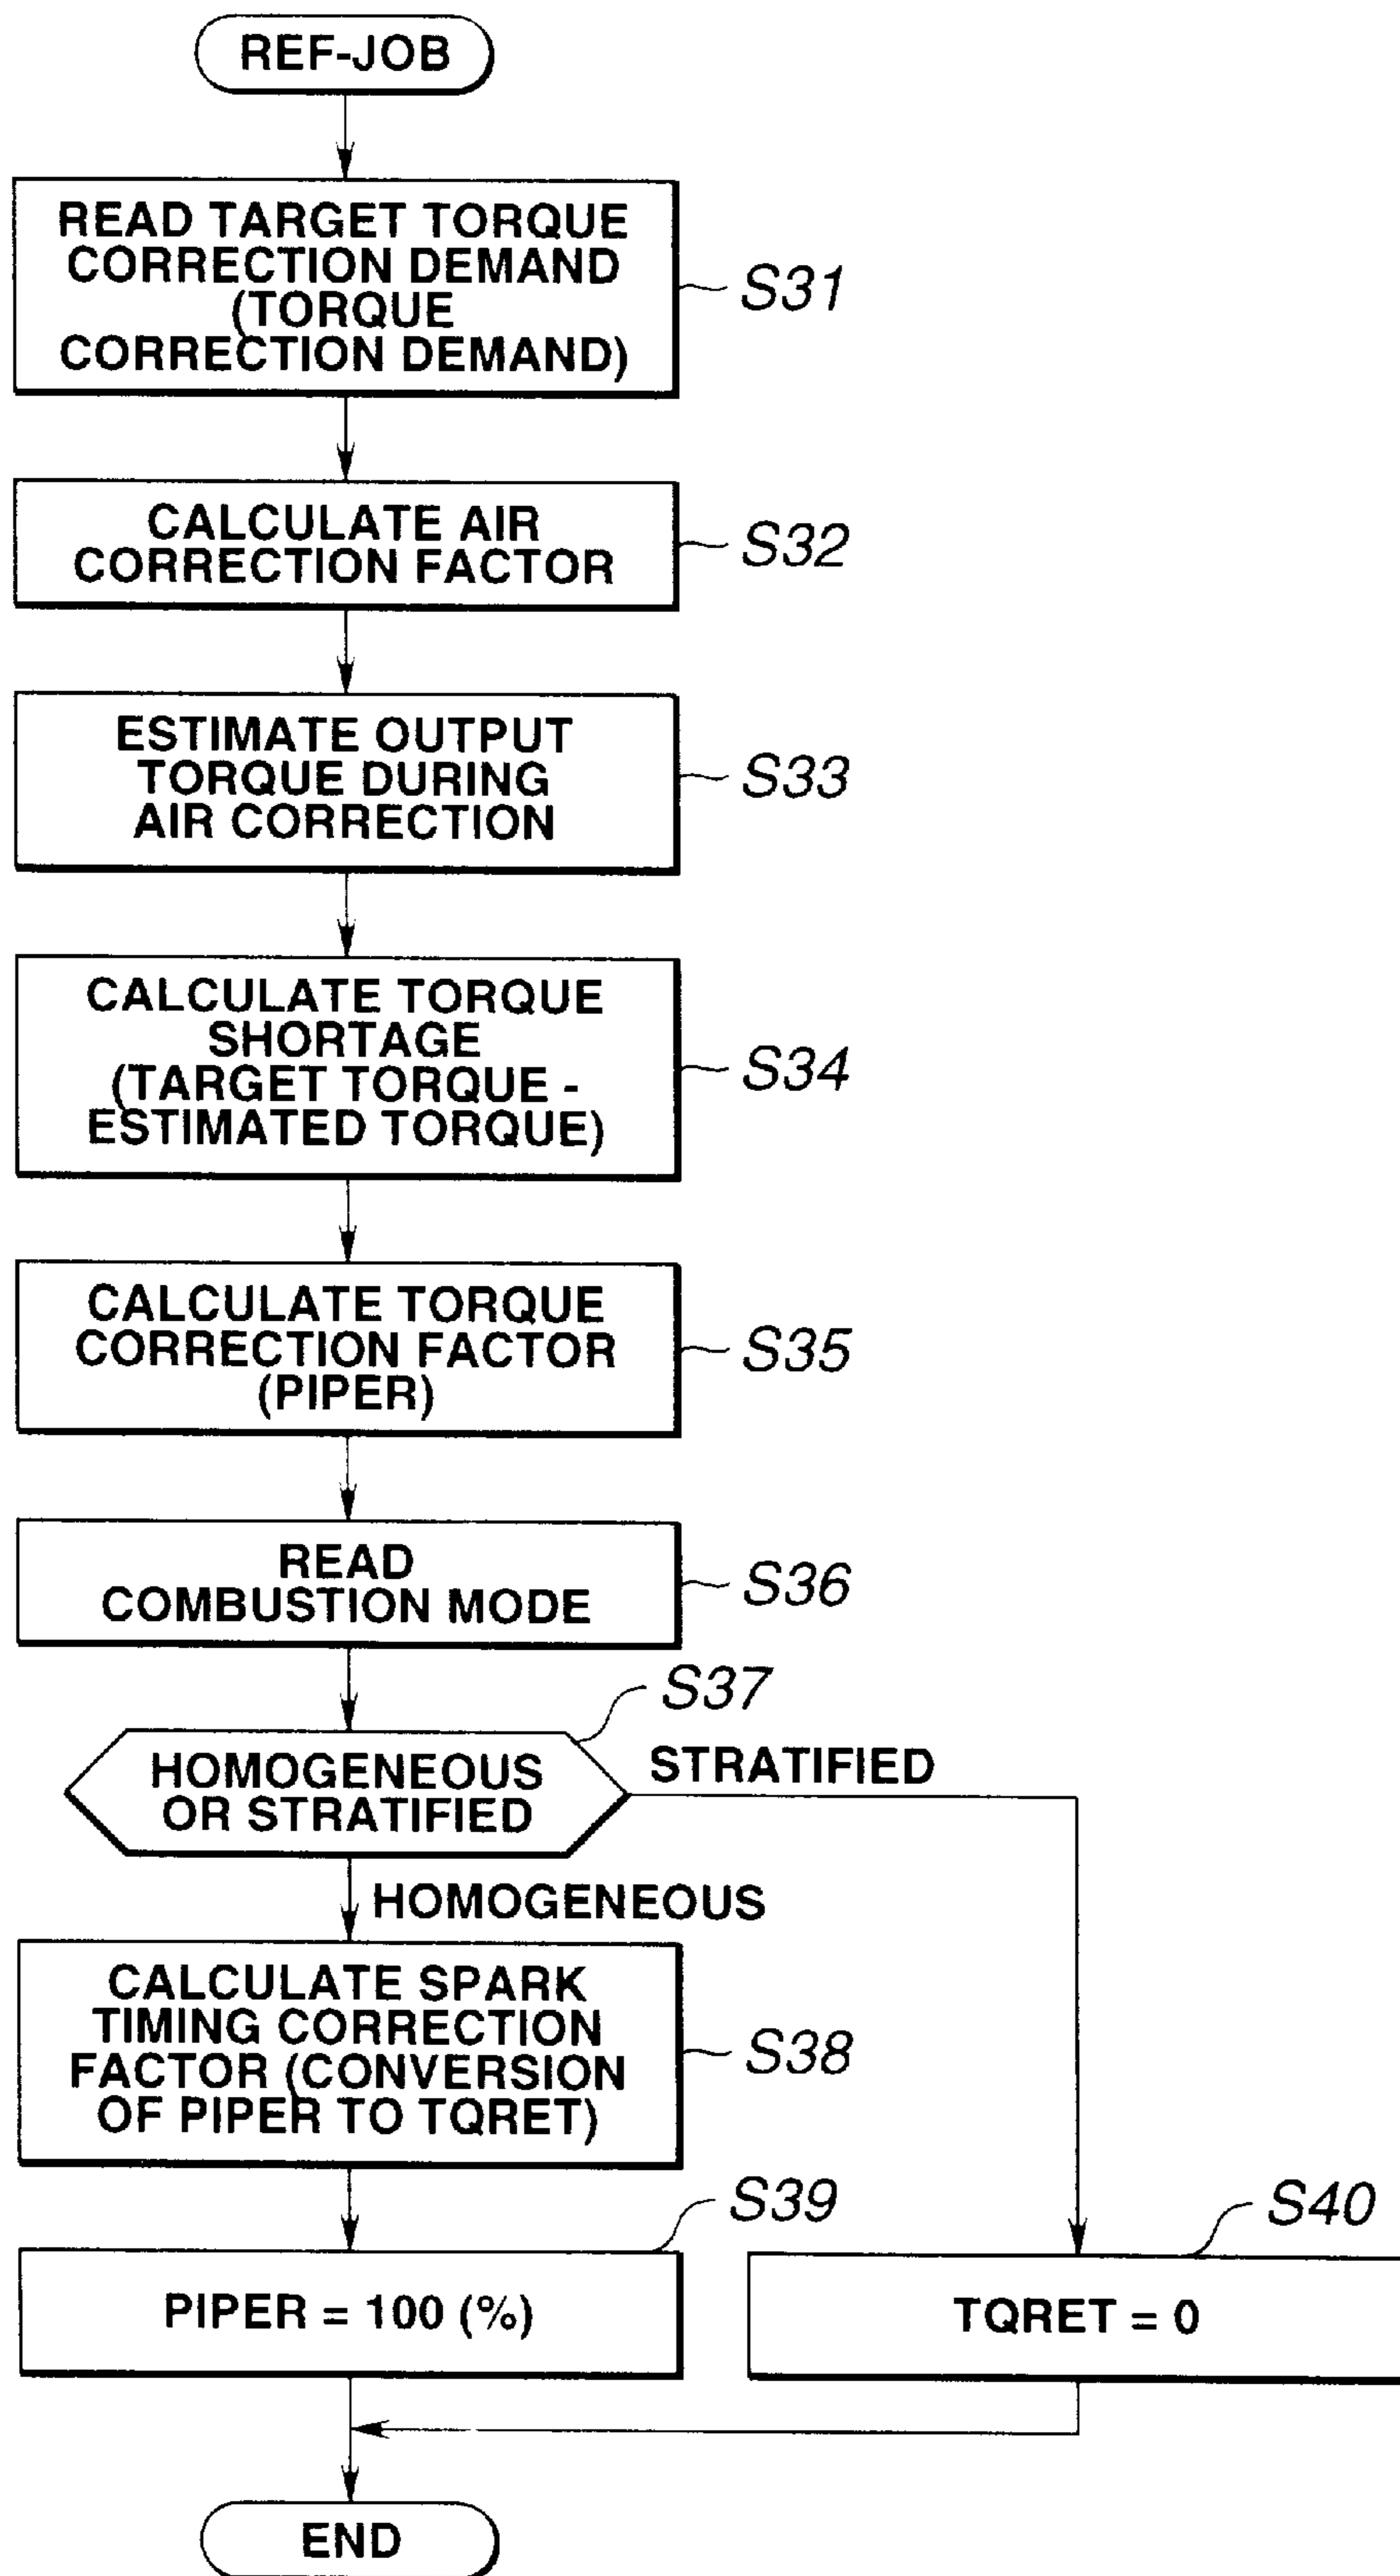 REF-JOB
READ TARGET TORQUE
CORRECTION DEMAND
(TORQUE
CORRECTION DEMAND)
S31
CALCULATE AIR
CORRECTION FACTOR
S32
ESTIMATE OUTPUT
TORQUE DURING
AIR CORRECTION
S33
CALCULATE TORQUE
SHORTAGE
(TARGET TORQUE -
ESTIMATED TORQUE)
S34
CALCULATE TORQUE
CORRECTION FACTOR
(PIPER)
S35
READ
COMBUSTION MODE
S36
S37
HOMOGENEOUS
OR STRATIFIED
STRATIFIED
HOMOGENEOUS
CALCULATE SPARK
TIMING CORRECTION
FACTOR (CONVERSION
OF PIPER TO TQRET)
S38
S39
PIPER = 100 (%)
S40
TQRET = 0
END